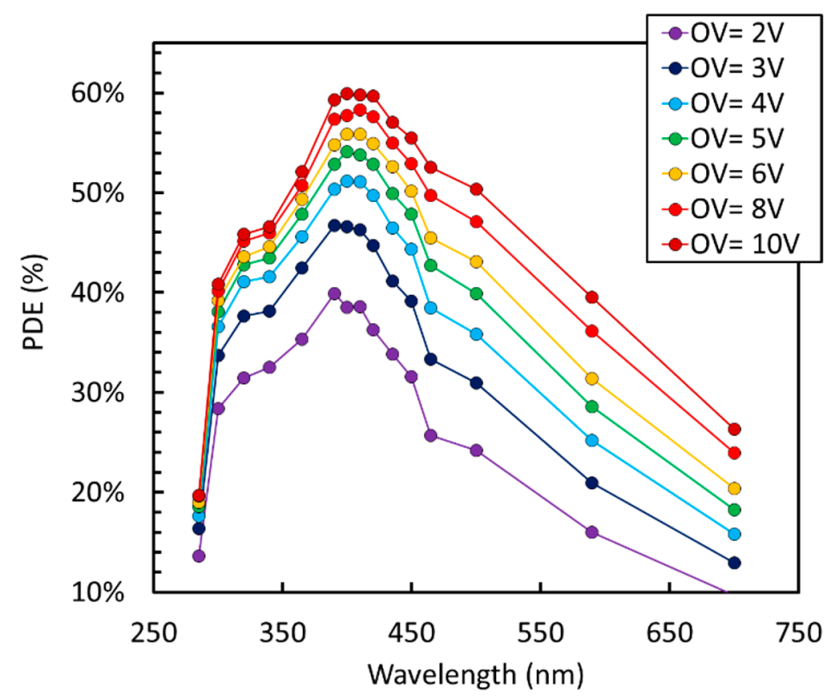 OV= 2V
OV= 3V
OV= 4V
OV= 5V
OV= 6V
OV= 8V
OV= 10V
60%
50%
40%
30%
20%
10%
PDE (%)
250 350 450 550 650 750
Wavelength (nm)